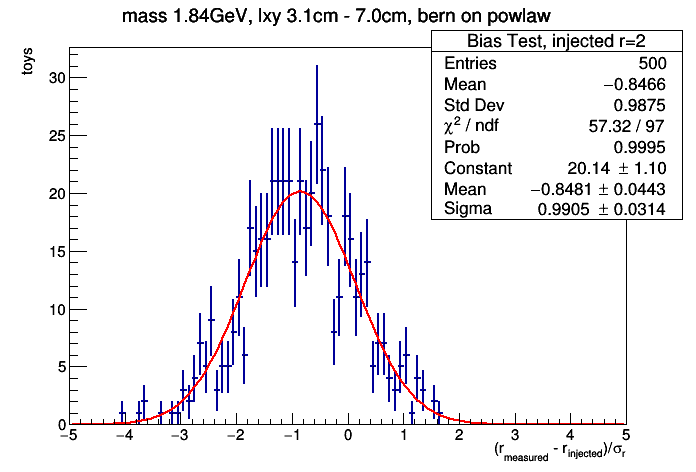 mass 1.84GeV, lxy 3.1cm - 7.0cm, bern on powlaw
toys
Bias Test, injected r=2
Entries 500
Mean −0.8466
Std Dev 0.9875
χ² / ndf 57.32 / 97
Prob 0.9995
Constant 20.14 ± 1.10
Mean −0.8481 ± 0.0443
Sigma 0.9905 ± 0.0314
30
25
20
15
10
5
0
−5 −4 −3 −2 −1 0 1 2 3 4 5
(r_measured - r_injected)/σ_r